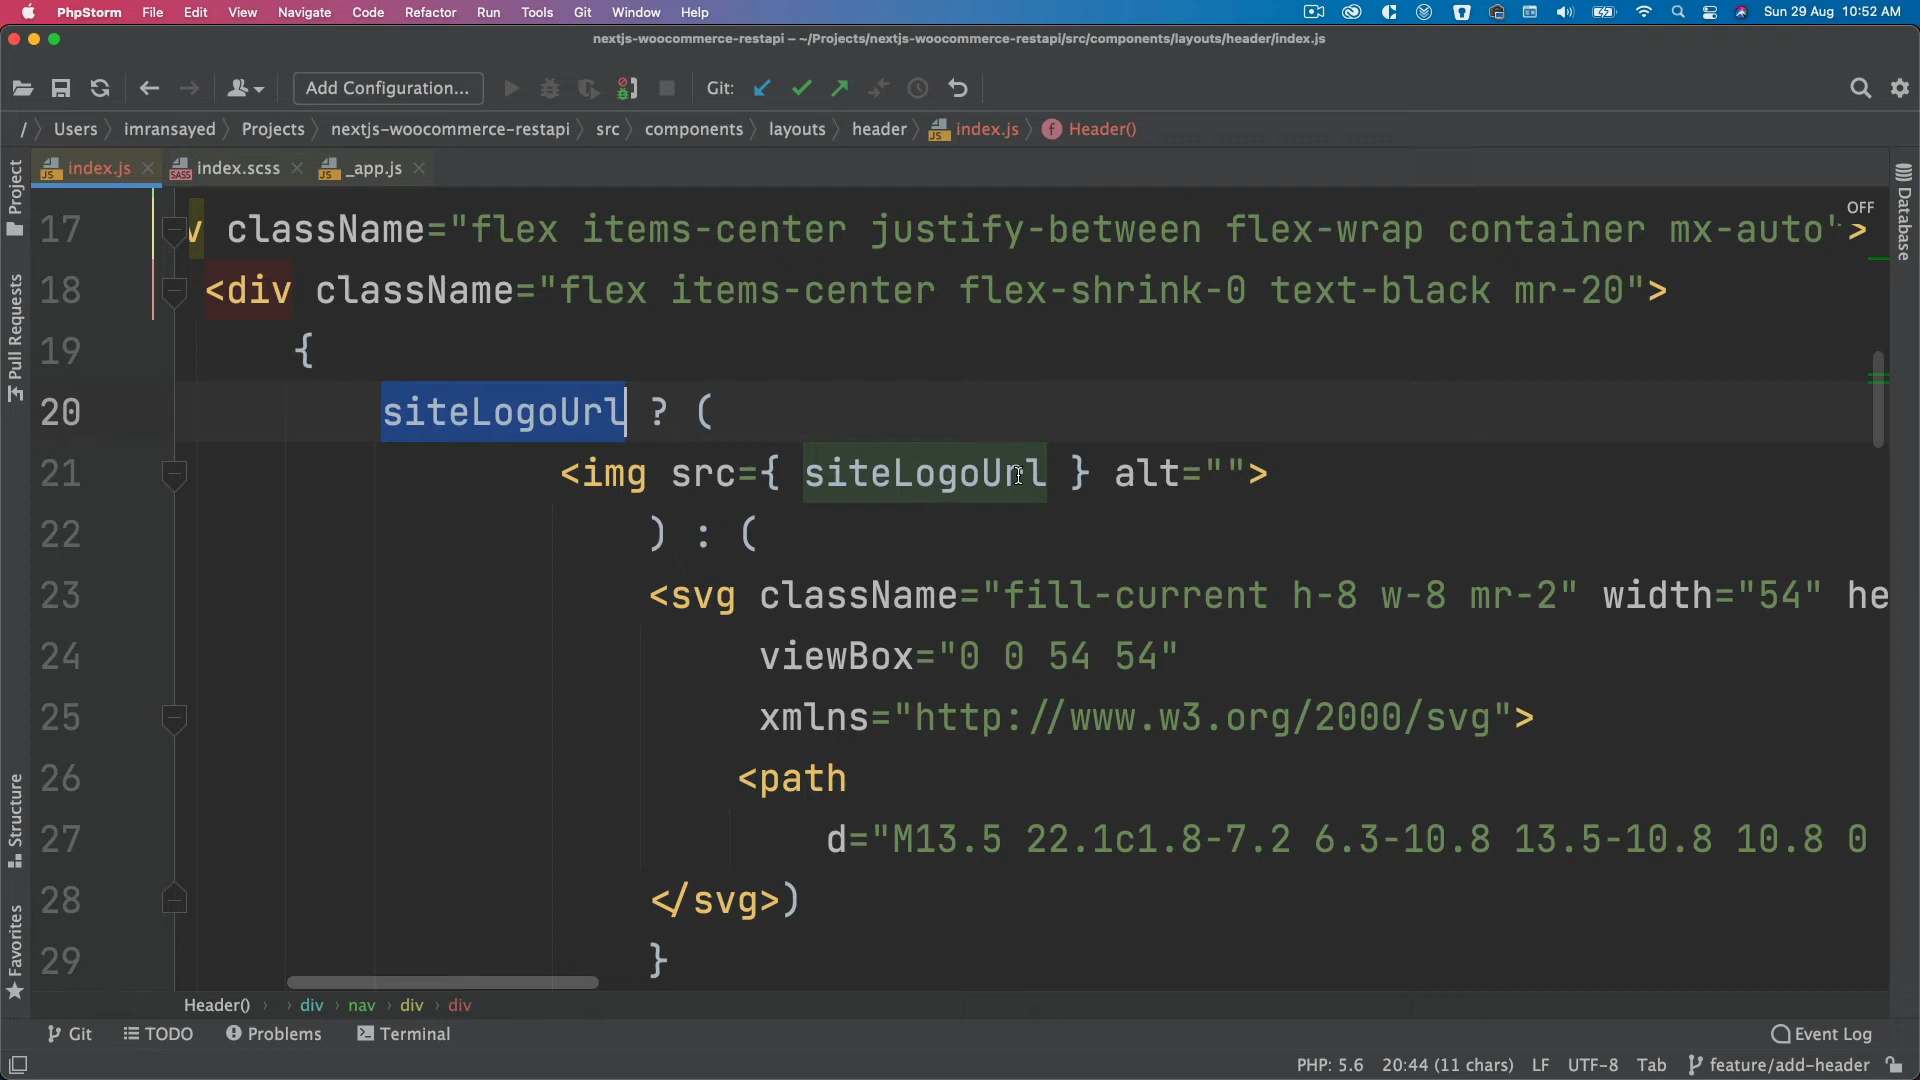 PhpStorm File Edit View Navigate Code Refactor Run Tools Git Window Help Sun 29 Aug 10:52 AM
nextjs-woocommerce-restapi – ~/Projects/nextjs-woocommerce-restapi/src/components/layouts/header/index.js
Add Configuration... Git:
/ Users imransayed Projects nextjs-woocommerce-restapi src components layouts header index.js Header()
index.js index.scss _app.js
Project
Pull Requests
Structure
Favorites
Database
OFF
17 v className="flex items-center justify-between flex-wrap container mx-auto">
18 <div className="flex items-center flex-shrink-0 text-black mr-20">
19 {
20 siteLogoUrl ? (
21 <img src={ siteLogoUrl } alt="">
22 ) : (
23 <svg className="fill-current h-8 w-8 mr-2" width="54" he
24 viewBox="0 0 54 54"
25 xmlns="http://www.w3.org/2000/svg">
26 <path
27 d="M13.5 22.1c1.8-7.2 6.3-10.8 13.5-10.8 10.8 0
28 </svg>)
29 }
Header() › › div › nav › div › div
Git TODO Problems Terminal Event Log
PHP: 5.6 20:44 (11 chars) LF UTF-8 Tab feature/add-header